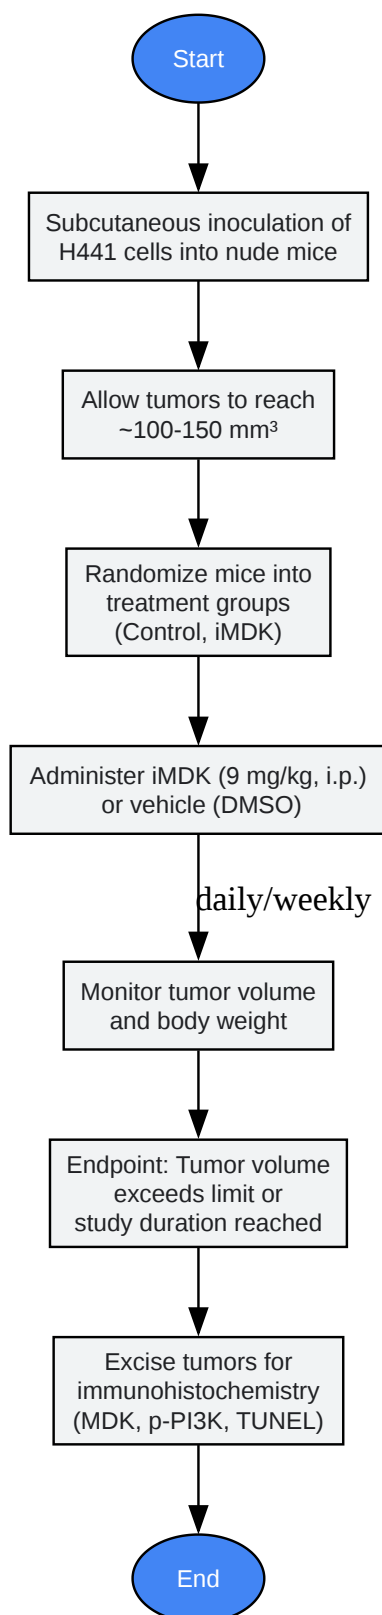 Start
Subcutaneous inoculation of
H441 cells into nude mice
Allow tumors to reach
~100-150 mm³
Randomize mice into
treatment groups
(Control, iMDK)
Administer iMDK (9 mg/kg, i.p.)
or vehicle (DMSO)
daily/weekly
Monitor tumor volume
and body weight
Endpoint: Tumor volume
exceeds limit or
study duration reached
Excise tumors for
immunohistochemistry
(MDK, p-PI3K, TUNEL)
End